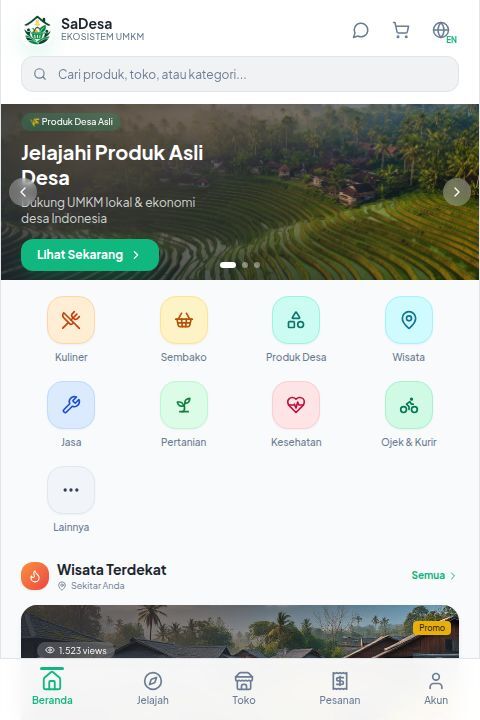 SaDesa
EKOSISTEM UMKM
EN
Cari produk, toko, atau kategori...
Produk Desa Asli
Jelajahi Produk Asli
Desa
Dukung UMKM lokal & ekonomi
desa Indonesia
Lihat Sekarang
Kuliner
Sembako
Produk Desa
Wisata
Jasa
Pertanian
Kesehatan
Ojek & Kurir
Lainnya
Wisata Terdekat
Sekitar Anda
Semua
Promo
1.523 views
Beranda
Jelajah
Toko
Pesanan
Akun